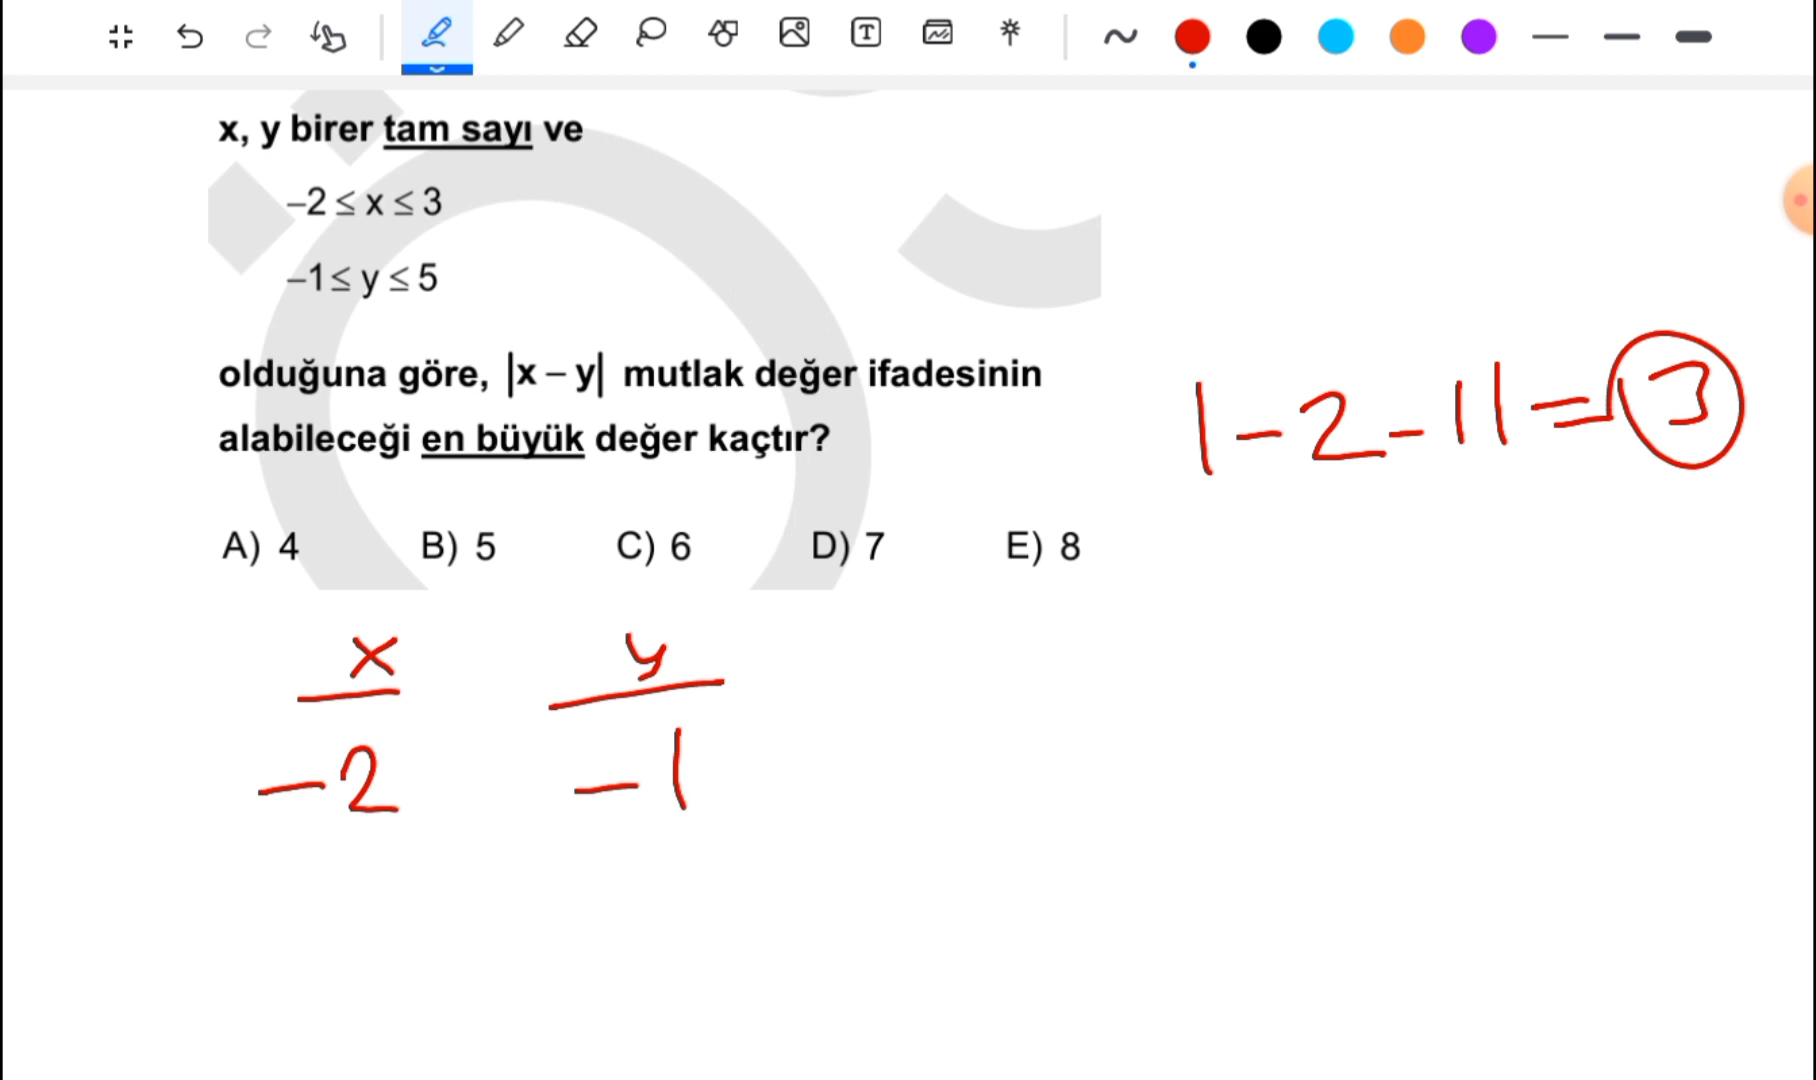 x, y birer tam sayı ve
–2 ≤ x ≤ 3
–1 ≤ y ≤ 5
olduğuna göre, |x – y| mutlak değer ifadesinin
alabileceği en büyük değer kaçtır?
A) 4 B) 5 C) 6 D) 7 E) 8
|-2-1|=3
x y
-2 -1